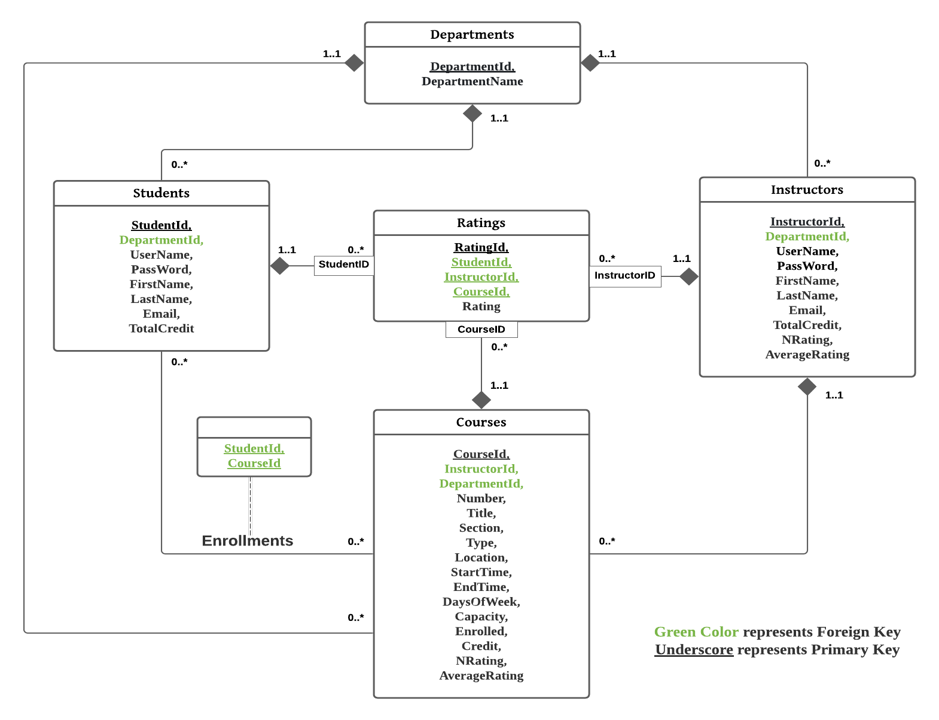 Departments
1..1
1..1
DepartmentId,
DepartmentName
1..1
0..*
0..*
Students
StudentId,
DepartmentId,
UserName,
PassWord,
FirstName,
LastName,
Email,
TotalCredit
Ratings
RatingId,
StudentId,
InstructorId,
CourseId,
Rating
Instructors
InstructorId,
DepartmentId,
UserName,
PassWord,
FirstName,
LastName,
Email,
TotalCredit,
NRating,
AverageRating
1..1
0..*
StudentID
0..*
1..1
InstructorID
CourseID
0..*
0..*
1..1
1..1
Courses
CourseId,
InstructorId,
DepartmentId,
Number,
Title,
Section,
Type,
Location,
StartTime,
EndTime,
DaysOfWeek,
Capacity,
Enrolled,
Credit,
NRating,
AverageRating
StudentId,
CourseId
Enrollments
0..*
0..*
0..*
Green Color represents Foreign Key
Underscore represents Primary Key